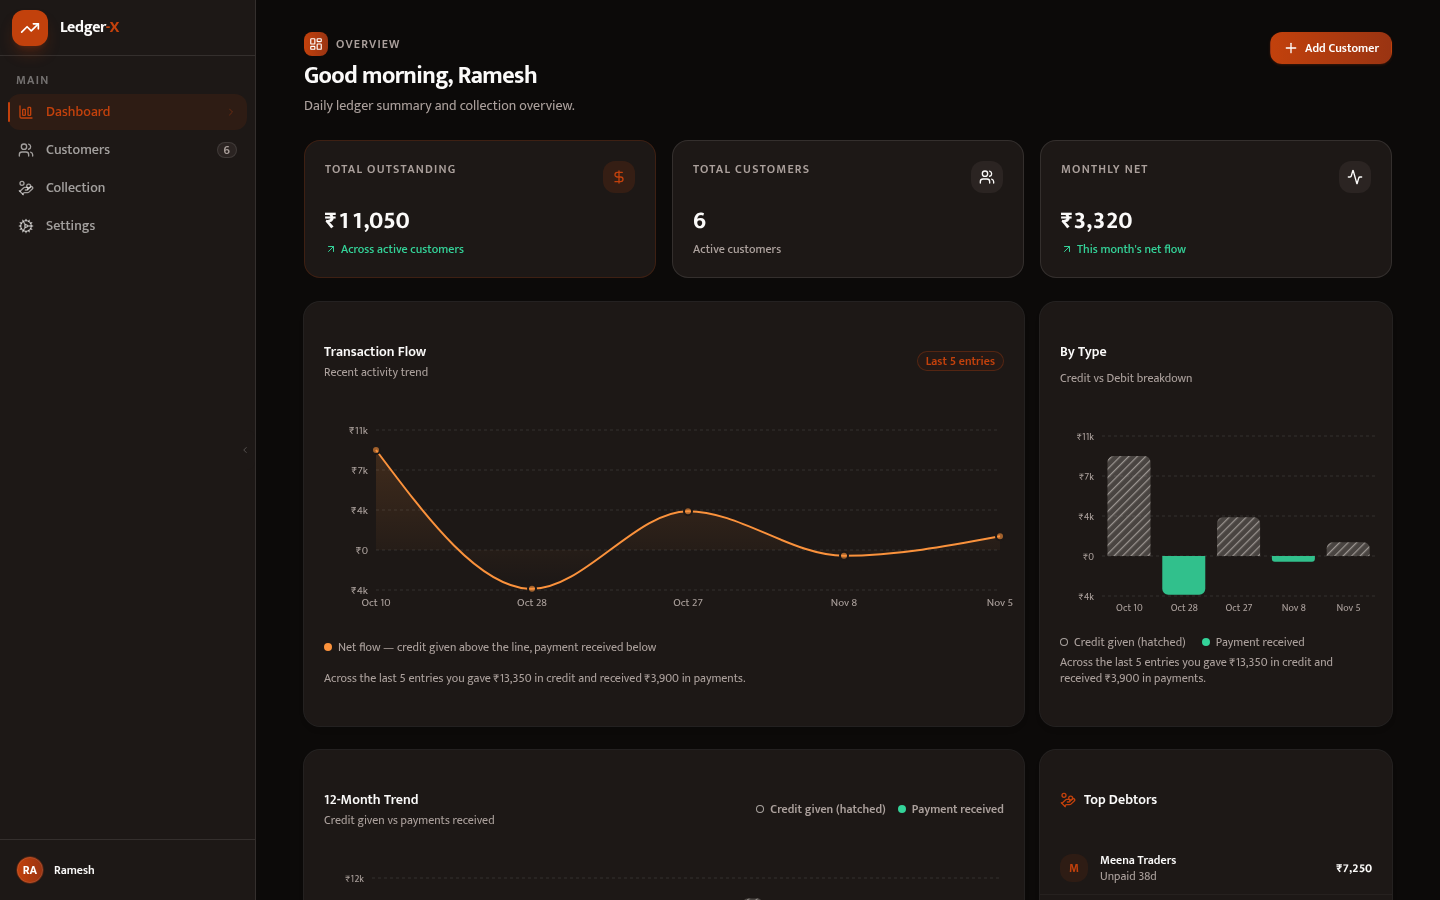 Ledger-X
MAIN
Dashboard
Customers
6
Collection
Settings
RA
Ramesh
OVERVIEW
Good morning, Ramesh
Daily ledger summary and collection overview.
Add Customer
TOTAL OUTSTANDING
₹11,050
Across active customers
TOTAL CUSTOMERS
6
Active customers
MONTHLY NET
₹3,320
This month's net flow
Transaction Flow
Recent activity trend
Last 5 entries
₹11k
₹7k
₹4k
₹0
₹4k
Oct 10 Oct 28 Oct 27 Nov 8 Nov 5
Net flow — credit given above the line, payment received below
Across the last 5 entries you gave ₹13,350 in credit and received ₹3,900 in payments.
By Type
Credit vs Debit breakdown
₹11k
₹7k
₹4k
₹0
₹4k
Oct 10 Oct 28 Oct 27 Nov 8 Nov 5
Credit given (hatched) Payment received
Across the last 5 entries you gave ₹13,350 in credit and
received ₹3,900 in payments.
12-Month Trend
Credit given vs payments received
Credit given (hatched) Payment received
₹12k
Top Debtors
M
Meena Traders
Unpaid 38d
₹7,250